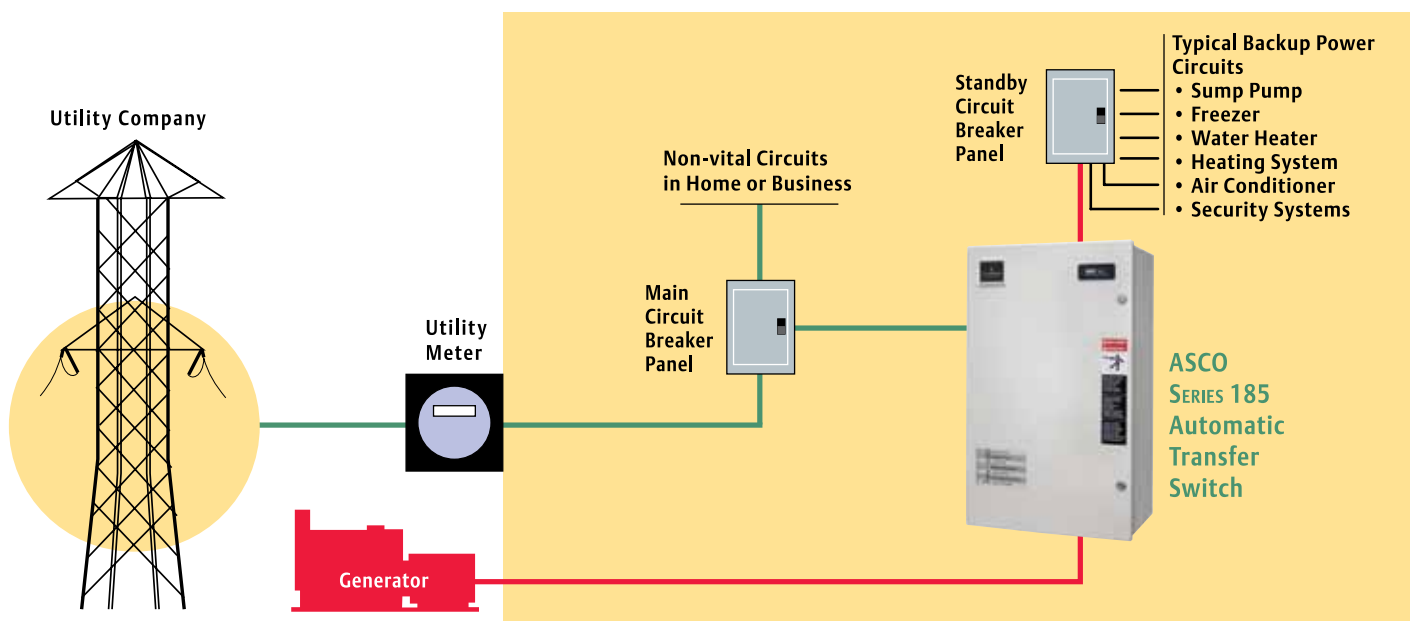 Utility Company
Utility
Meter
Generator
Non-vital Circuits
in Home or Business
Main
Circuit
Breaker
Panel
Standby
Circuit
Breaker
Panel
Typical Backup Power
Circuits
• Sump Pump
• Freezer
• Water Heater
• Heating System
• Air Conditioner
• Security Systems
ASCO
SERIES 185
Automatic
Transfer
Switch